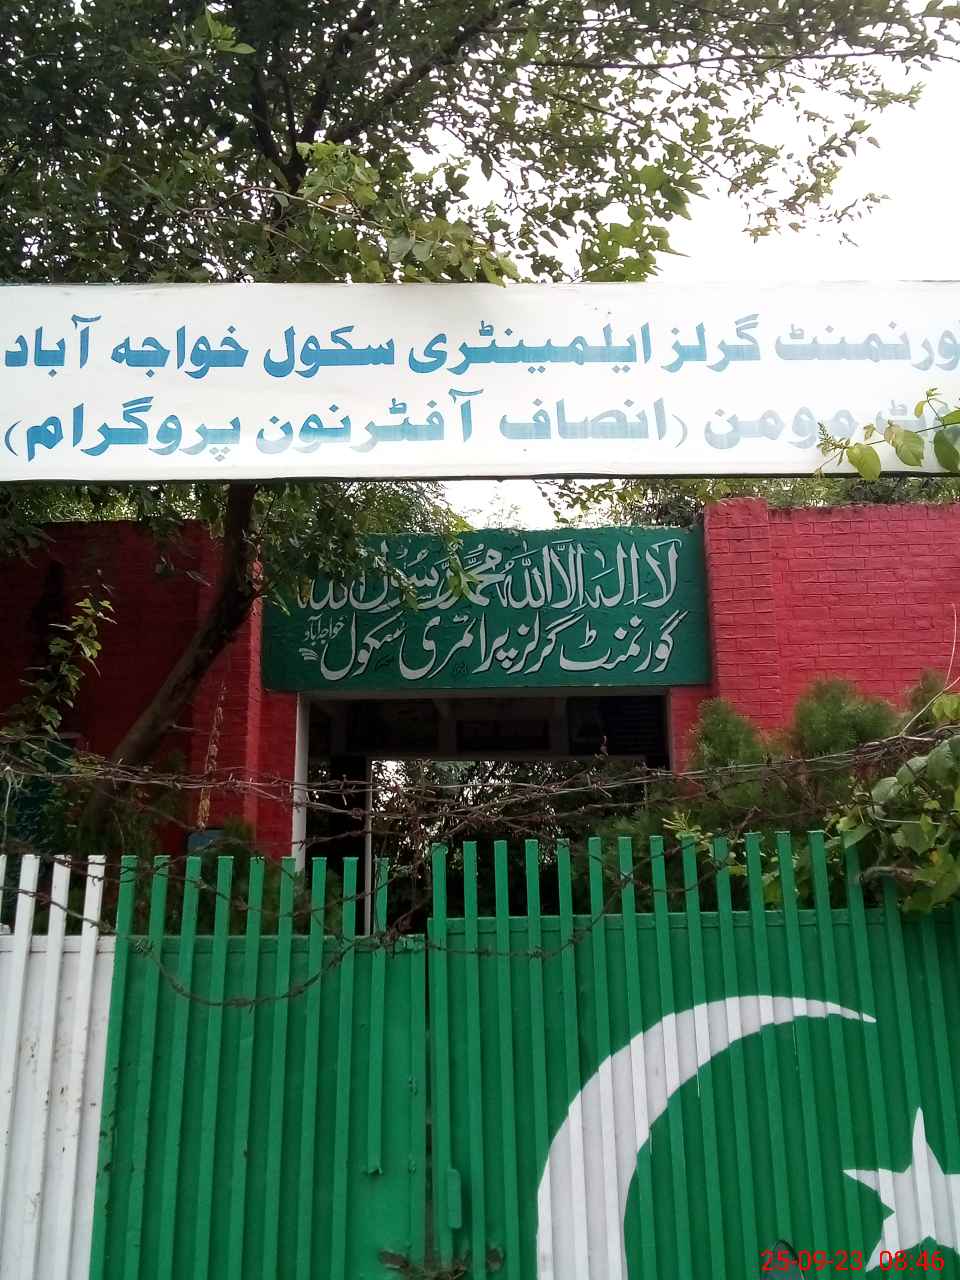 ورنمنٹ گرلز ایلمینٹری سکول خواجہ آباد
مومن (انصاف آفٹرنون پروگرام)
لا الہ الا اللہ محمد رسول اللہ
گورنمنٹ گرلز پرائمری سکول خواجہ آباد
25-09-23 08:46